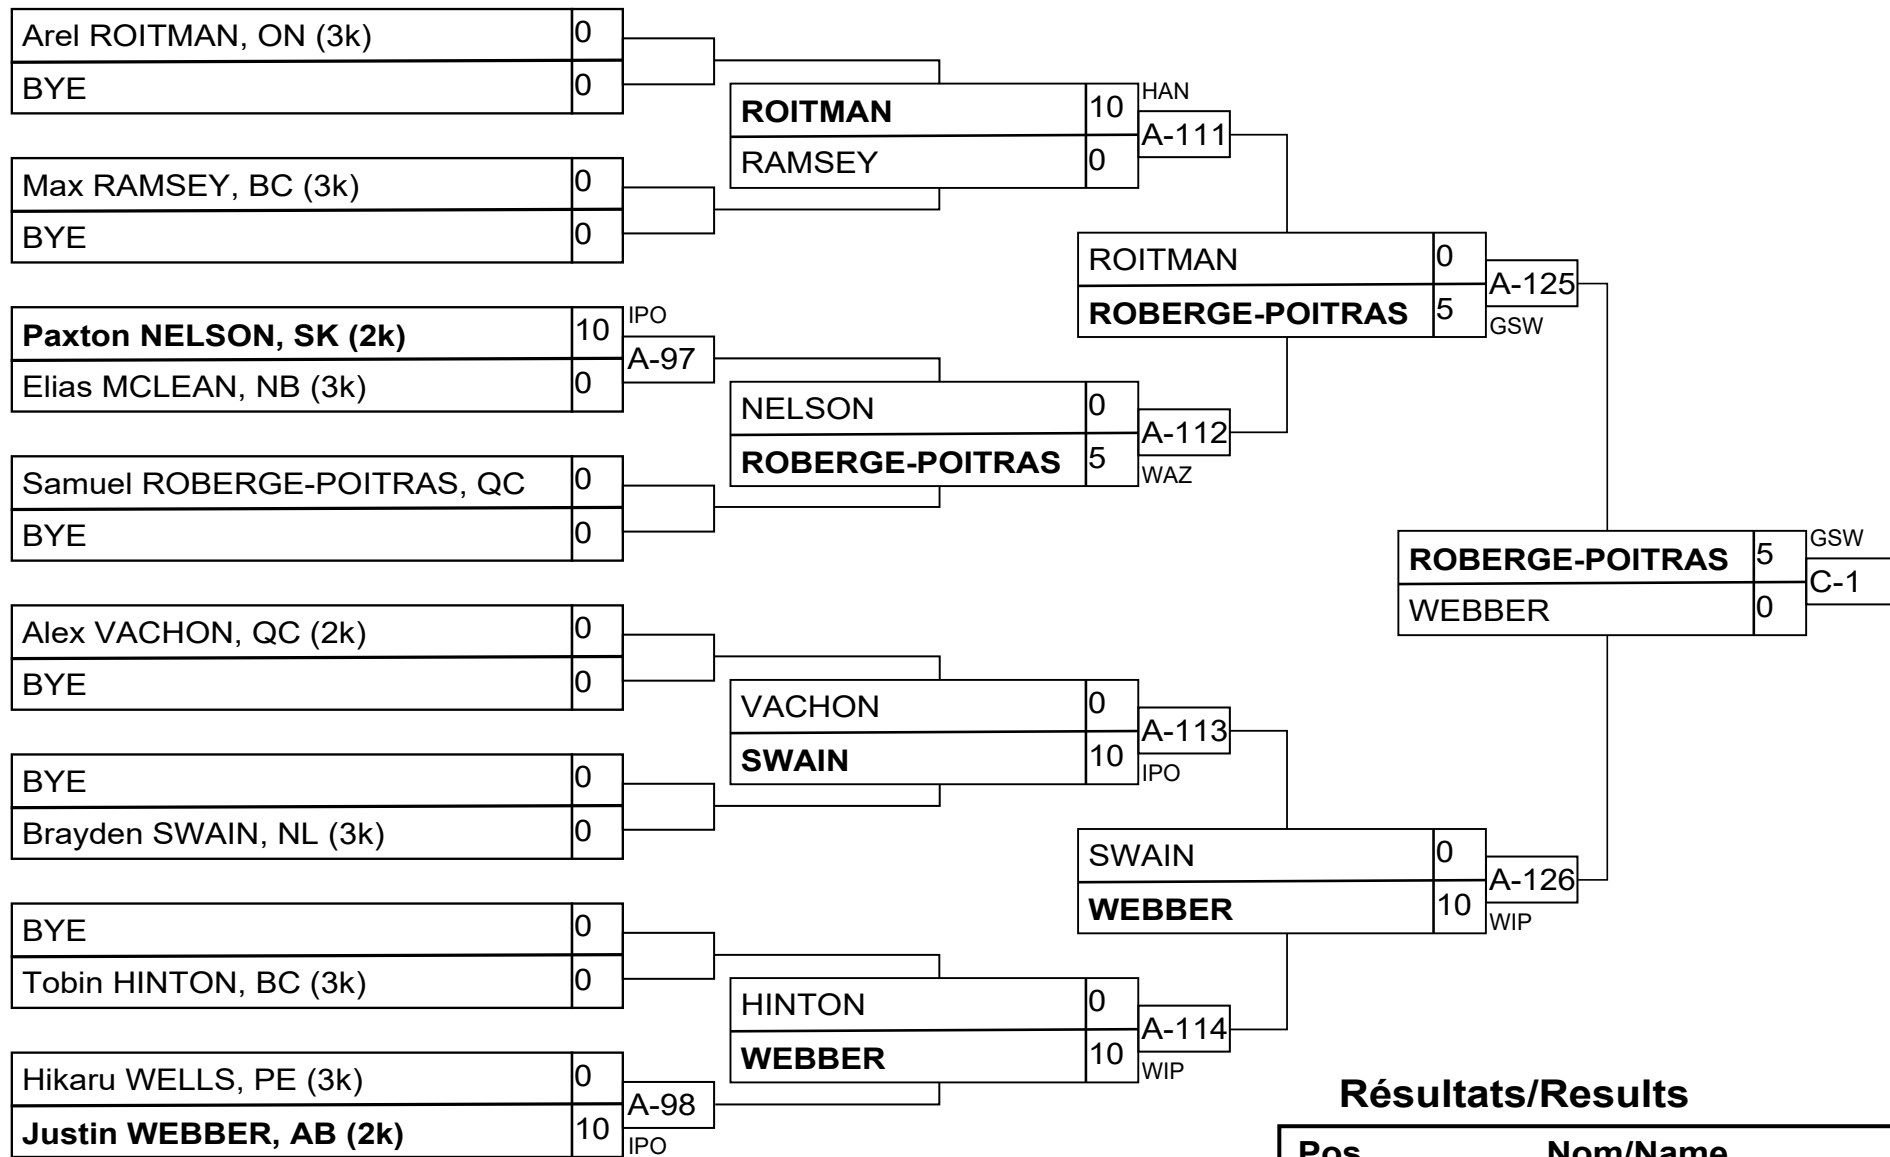 Arel ROITMAN, ON (3k) 0
BYE 0
Max RAMSEY, BC (3k) 0
BYE 0
Paxton NELSON, SK (2k) 10 IPO
A-97
Elias MCLEAN, NB (3k) 0
Samuel ROBERGE-POITRAS, QC 0
BYE 0
Alex VACHON, QC (2k) 0
BYE 0
BYE 0
Brayden SWAIN, NL (3k) 0
BYE 0
Tobin HINTON, BC (3k) 0
Hikaru WELLS, PE (3k) 0
A-98
Justin WEBBER, AB (2k) 10 IPO
ROITMAN 10 HAN
A-111
RAMSEY 0
NELSON 0
A-112
ROBERGE-POITRAS 5 WAZ
VACHON 0
A-113
SWAIN 10 IPO
HINTON 0
A-114
WEBBER 10 WIP
ROITMAN 0
A-125
ROBERGE-POITRAS 5 GSW
SWAIN 0
A-126
WEBBER 10 WIP
ROBERGE-POITRAS 5 GSW
C-1
WEBBER 0
Résultats/Results
Pos Nom/Name